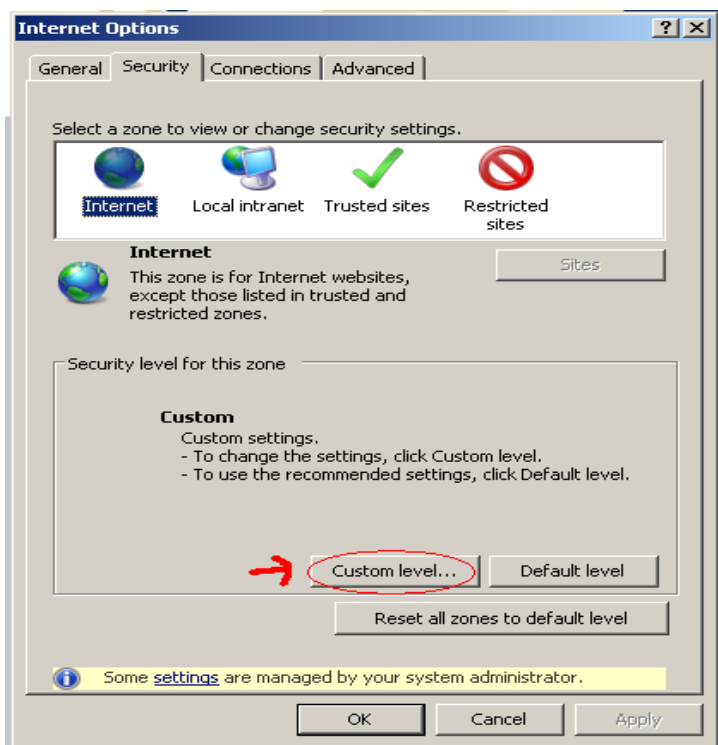 Internet Options
General Security Connections Advanced
Select a zone to view or change security settings.
Internet Local intranet Trusted sites Restricted
sites
Internet
This zone is for Internet websites,
except those listed in trusted and
restricted zones.
Sites
Security level for this zone
Custom
Custom settings.
- To change the settings, click Custom level.
- To use the recommended settings, click Default level.
Custom level... Default level
Reset all zones to default level
Some settings are managed by your system administrator.
OK Cancel Apply